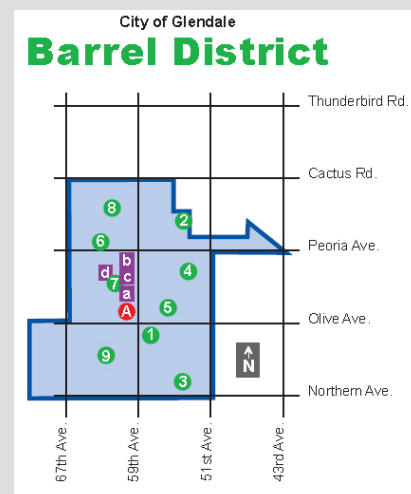 City of Glendale
Barrel District
Thunderbird Rd.
Cactus Rd.
8
2
6
Peoria Ave.
b
d
c
4
7
a
A
5
Olive Ave.
1
9
N
3
Northern Ave.
67th Ave.
59th Ave.
51st Ave.
43rd Ave.